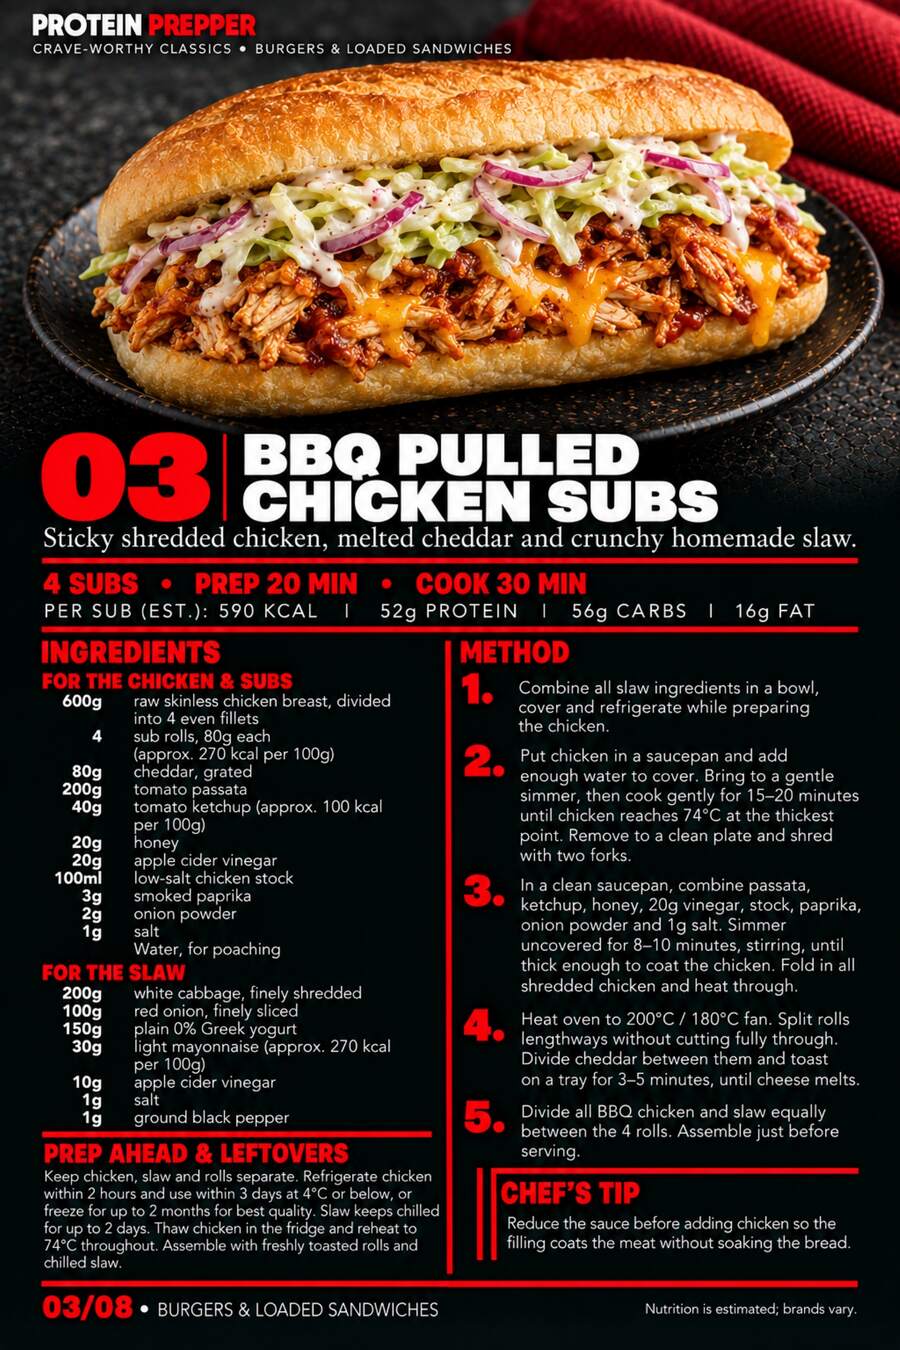 PROTEIN PREPPER
CRAVE-WORTHY CLASSICS • BURGERS & LOADED SANDWICHES
03
BBQ PULLED
CHICKEN SUBS
Sticky shredded chicken, melted cheddar and crunchy homemade slaw.
4 SUBS • PREP 20 MIN • COOK 30 MIN
PER SUB (EST.): 590 KCAL | 52g PROTEIN | 56g CARBS | 16g FAT
INGREDIENTS
FOR THE CHICKEN & SUBS
600g raw skinless chicken breast, divided
into 4 even fillets
4 sub rolls, 80g each
(approx. 270 kcal per 100g)
80g cheddar, grated
200g tomato passata
40g tomato ketchup (approx. 100 kcal
per 100g)
20g honey
20g apple cider vinegar
100ml low-salt chicken stock
3g smoked paprika
2g onion powder
1g salt
Water, for poaching
FOR THE SLAW
200g white cabbage, finely shredded
100g red onion, finely sliced
150g plain 0% Greek yogurt
30g light mayonnaise (approx. 270 kcal
per 100g)
10g apple cider vinegar
1g salt
1g ground black pepper
PREP AHEAD & LEFTOVERS
Keep chicken, slaw and rolls separate. Refrigerate chicken
within 2 hours and use within 3 days at 4°C or below, or
freeze for up to 2 months for best quality. Slaw keeps chilled
for up to 2 days. Thaw chicken in the fridge and reheat to
74°C throughout. Assemble with freshly toasted rolls and
chilled slaw.
METHOD
1. Combine all slaw ingredients in a bowl,
cover and refrigerate while preparing
the chicken.
2. Put chicken in a saucepan and add
enough water to cover. Bring to a gentle
simmer, then cook gently for 15–20 minutes
until chicken reaches 74°C at the thickest
point. Remove to a clean plate and shred
with two forks.
3. In a clean saucepan, combine passata,
ketchup, honey, 20g vinegar, stock, paprika,
onion powder and 1g salt. Simmer
uncovered for 8–10 minutes, stirring, until
thick enough to coat the chicken. Fold in all
shredded chicken and heat through.
4. Heat oven to 200°C / 180°C fan. Split rolls
lengthways without cutting fully through.
Divide cheddar between them and toast
on a tray for 3–5 minutes, until cheese melts.
5. Divide all BBQ chicken and slaw equally
between the 4 rolls. Assemble just before
serving.
CHEF'S TIP
Reduce the sauce before adding chicken so the
filling coats the meat without soaking the bread.
03/08 • BURGERS & LOADED SANDWICHES
Nutrition is estimated; brands vary.